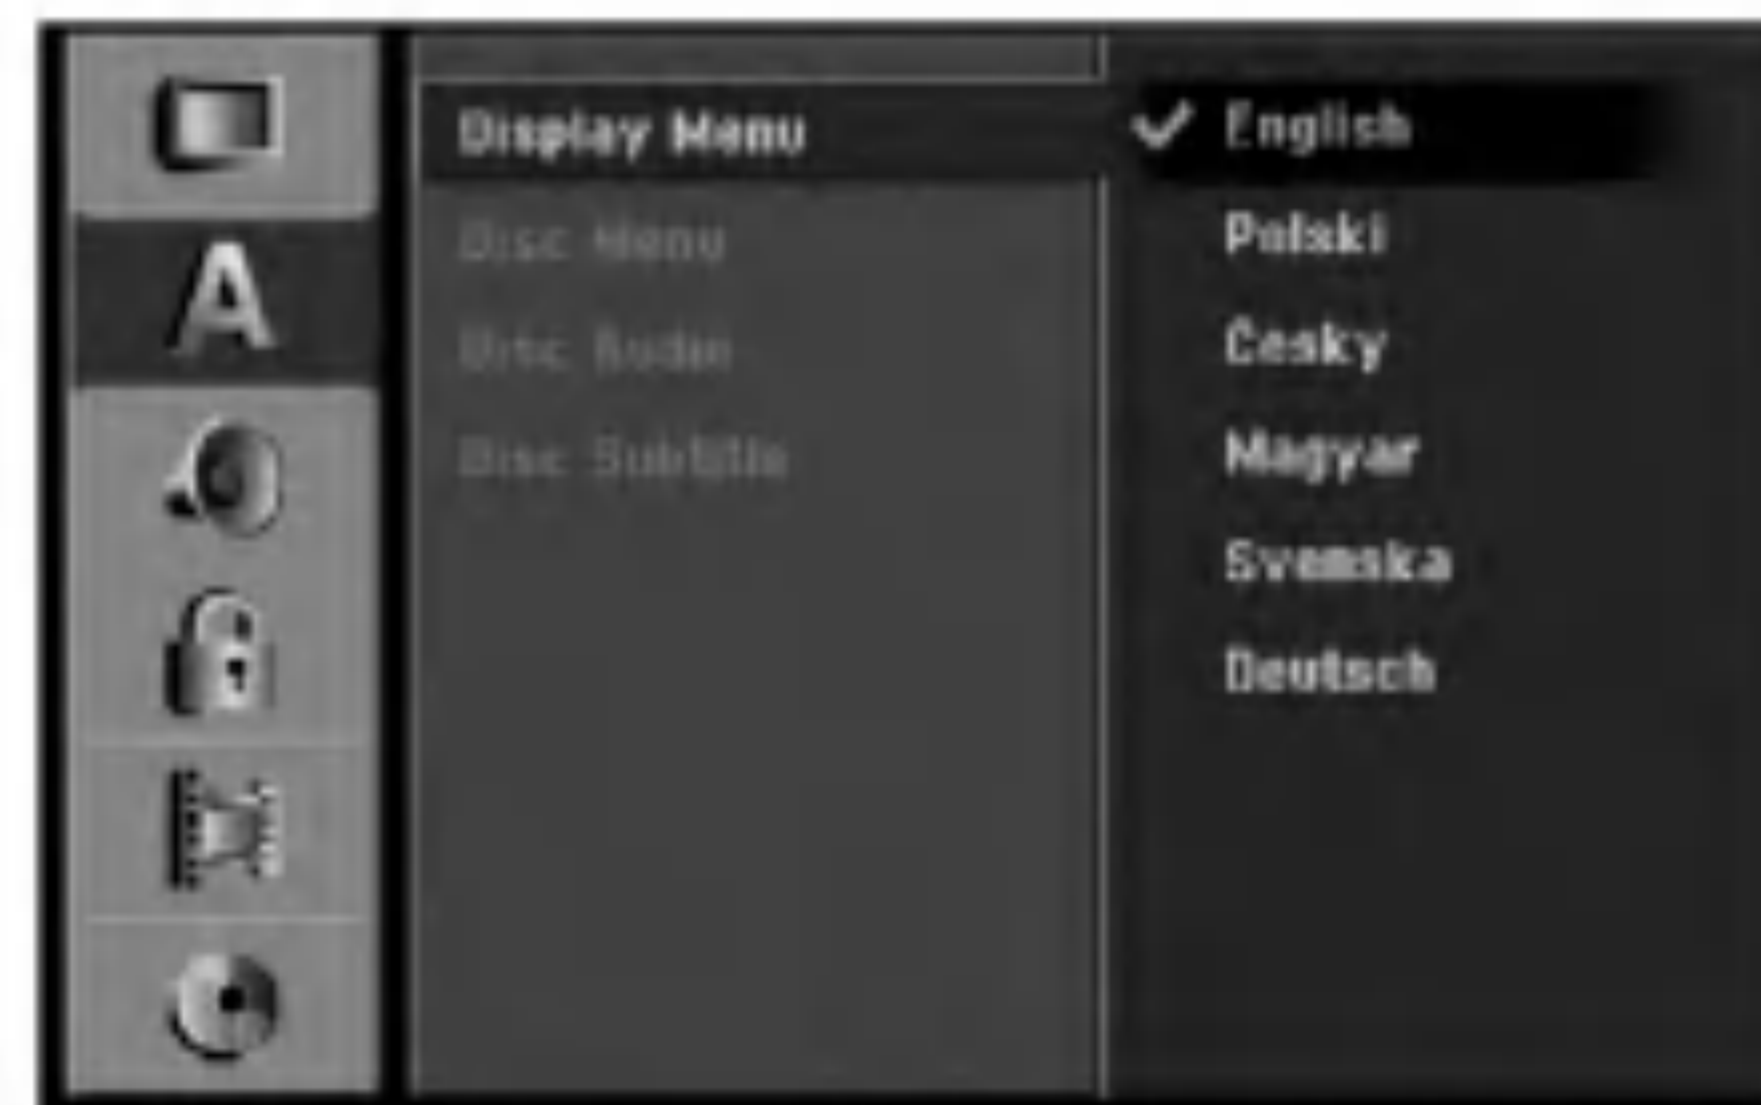 A
Display Menu
Disc Menu
Disc Audio
Disc Subtitle
✓ English
Polski
Česky
Magyar
Svenska
Deutsch